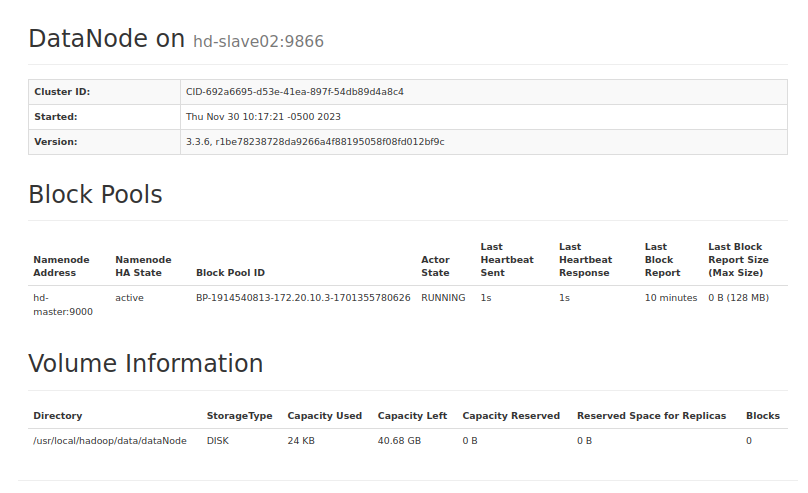 DataNode on hd-slave02:9866
Cluster ID: CID-692a6695-d53e-41ea-897f-54db89d4a8c4
Started: Thu Nov 30 10:17:21 -0500 2023
Version: 3.3.6, r1be78238728da9266a4f88195058f08fd012bf9c
Block Pools
Namenode Address Namenode HA State Block Pool ID Actor State Last Heartbeat Sent Last Heartbeat Response Last Block Report Last Block Report Size (Max Size)
hd-master:9000 active BP-1914540813-172.20.10.3-1701355780626 RUNNING 1s 1s 10 minutes 0 B (128 MB)
Volume Information
Directory StorageType Capacity Used Capacity Left Capacity Reserved Reserved Space for Replicas Blocks
/usr/local/hadoop/data/dataNode DISK 24 KB 40.68 GB 0 B 0 B 0